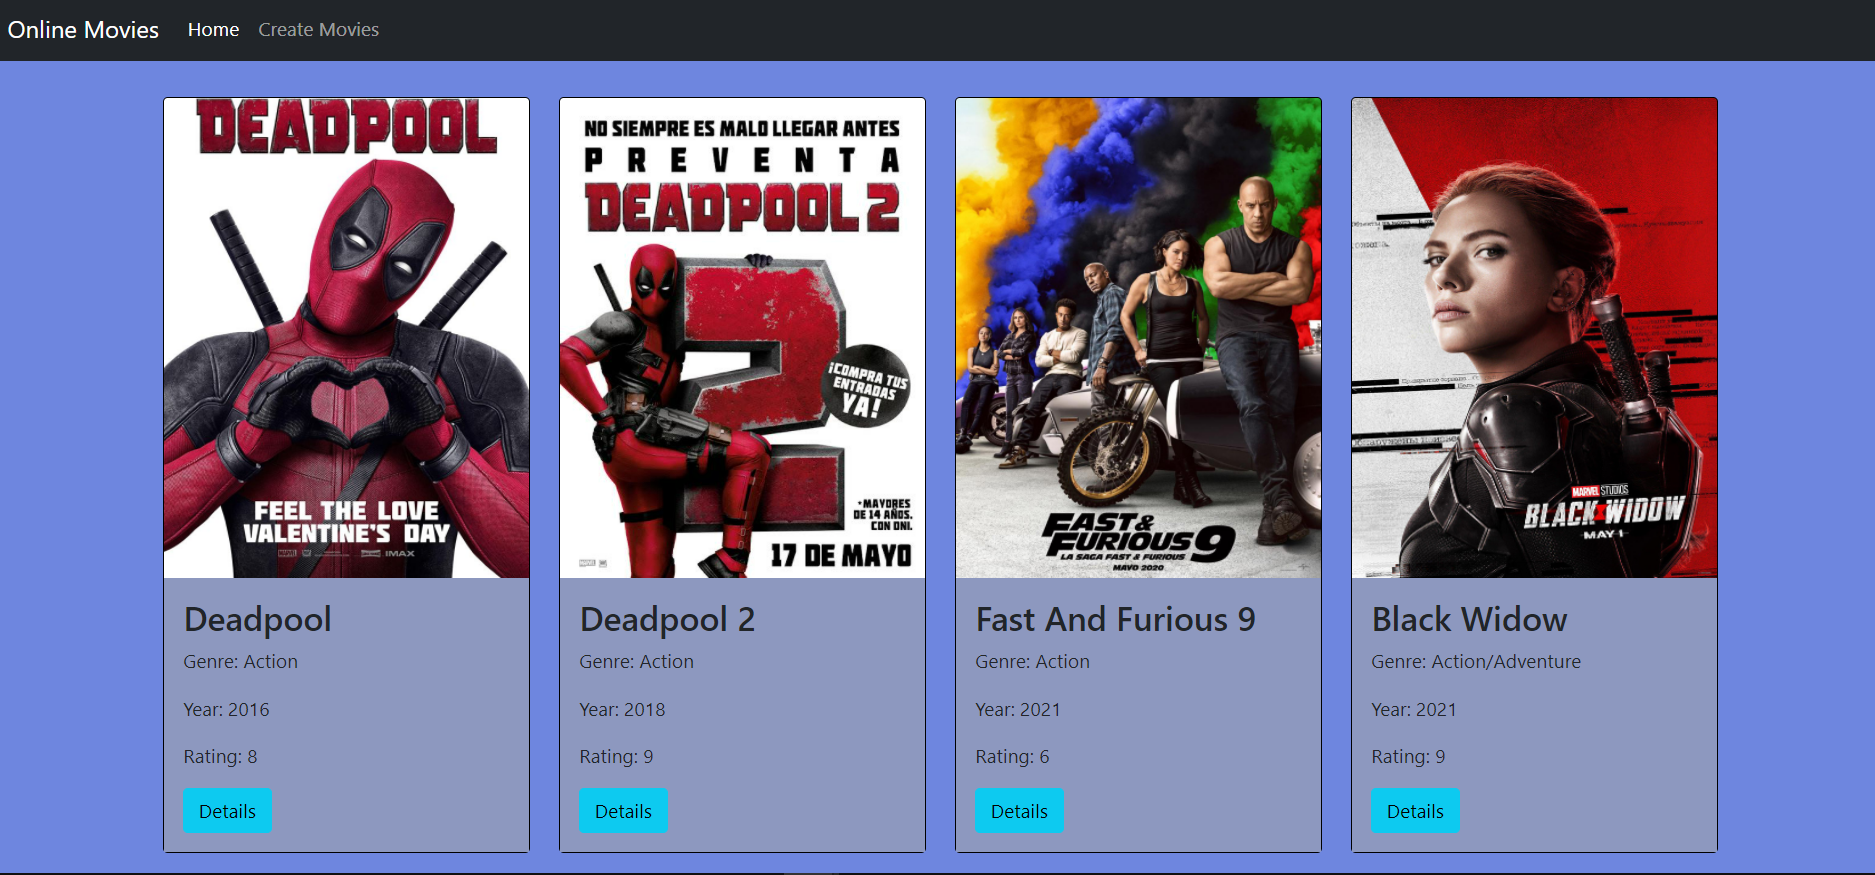 Online Movies Home Create Movies
DEADPOOL
FEEL THE LOVE
VALENTINE'S DAY
MARVEL
IMAX
NO SIEMPRE ES MALO LLEGAR ANTES
PREVENTA
DEADPOOL 2
¡COMPRA TUS
ENTRADAS
YA!
*MAYORES
DE 14 AÑOS,
CON DNI.
17 DE MAYO
FAST &
FURIOUS 9
LA SAGA FAST & FURIOUS
MAYO 2020
MARVEL STUDIOS
BLACK WIDOW
MAY 1
Deadpool
Genre: Action
Year: 2016
Rating: 8
Details
Deadpool 2
Genre: Action
Year: 2018
Rating: 9
Details
Fast And Furious 9
Genre: Action
Year: 2021
Rating: 6
Details
Black Widow
Genre: Action/Adventure
Year: 2021
Rating: 9
Details